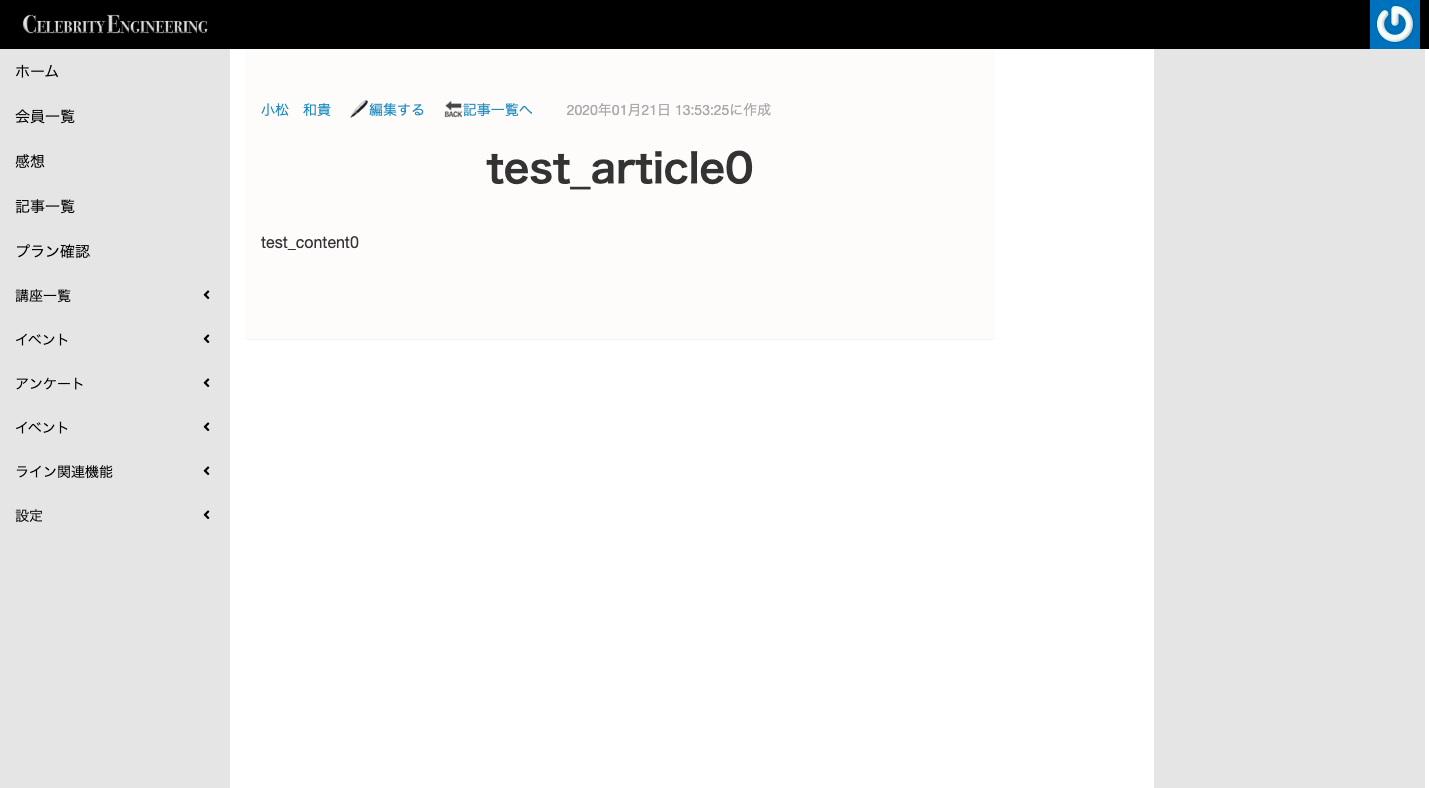 CELEBRITY ENGINEERING
ホーム
会員一覧
感想
記事一覧
プラン確認
講座一覧
イベント
アンケート
イベント
ライン関連機能
設定
小松　和貴 編集する BACK 記事一覧へ 2020年01月21日 13:53:25に作成
test_article0
test_content0